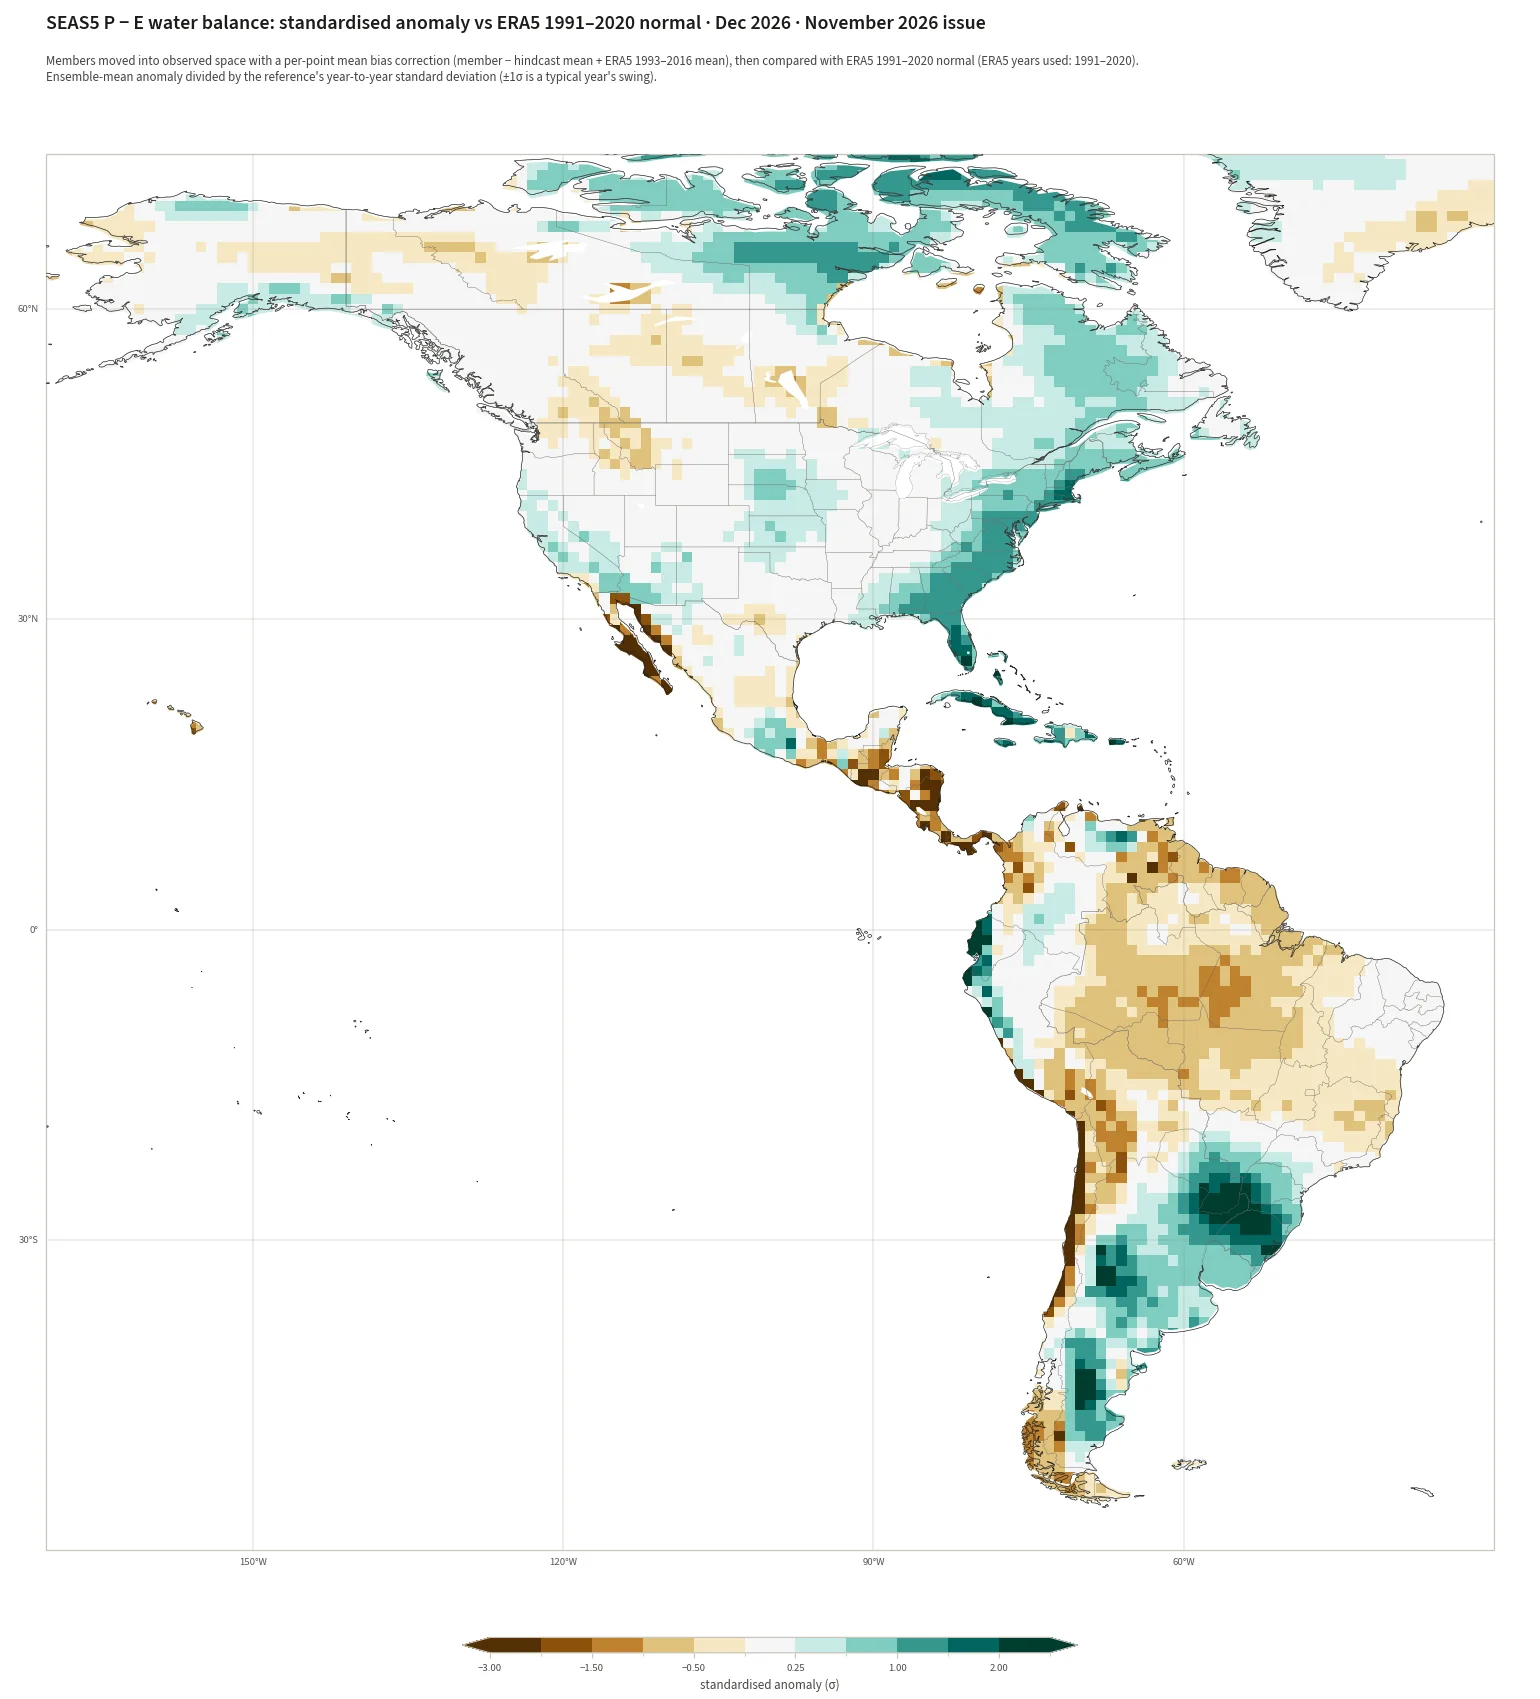 SEAS5 P − E water balance: standardised anomaly vs ERA5 1991–2020 normal · Dec 2026 · November 2026 issue
Members moved into observed space with a per-point mean bias correction (member − hindcast mean + ERA5 1993–2016 mean), then compared with ERA5 1991–2020 normal (ERA5 years used: 1991–2020).
Ensemble-mean anomaly divided by the reference's year-to-year standard deviation (±1σ is a typical year's swing).
60°N
30°N
0°
30°S
150°W 120°W 90°W 60°W
−3.00 −1.50 −0.50 0.25 1.00 2.00
standardised anomaly (σ)